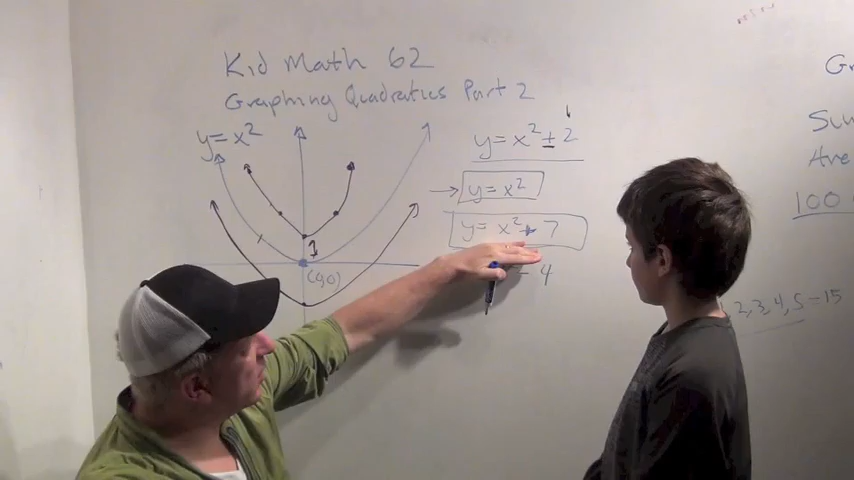 Kid Math 62
Graphing Quadratics Part 2
y = x²
y = x² ± 2
y = x²
y = x² + 7
- 4
(0,0)
2, 3, 4, 5 = 15
100